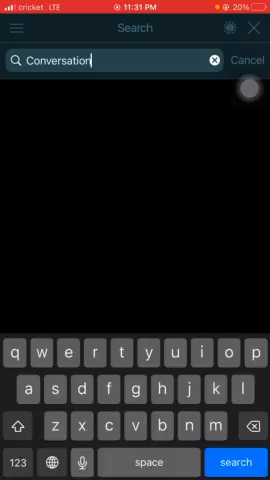 cricket LTE 11:31 PM 20%
Search
Conversation Cancel
q w e r t y u i o p
a s d f g h j k l
z x c v b n m
123 space search